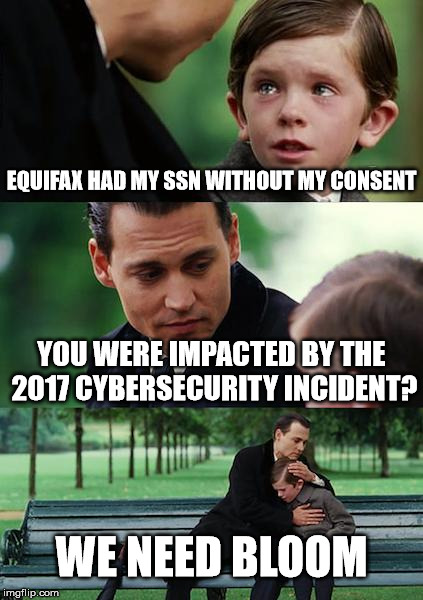 EQUIFAX HAD MY SSN WITHOUT MY CONSENT
YOU WERE IMPACTED BY THE
2017 CYBERSECURITY INCIDENT?
WE NEED BLOOM
imgflip.com